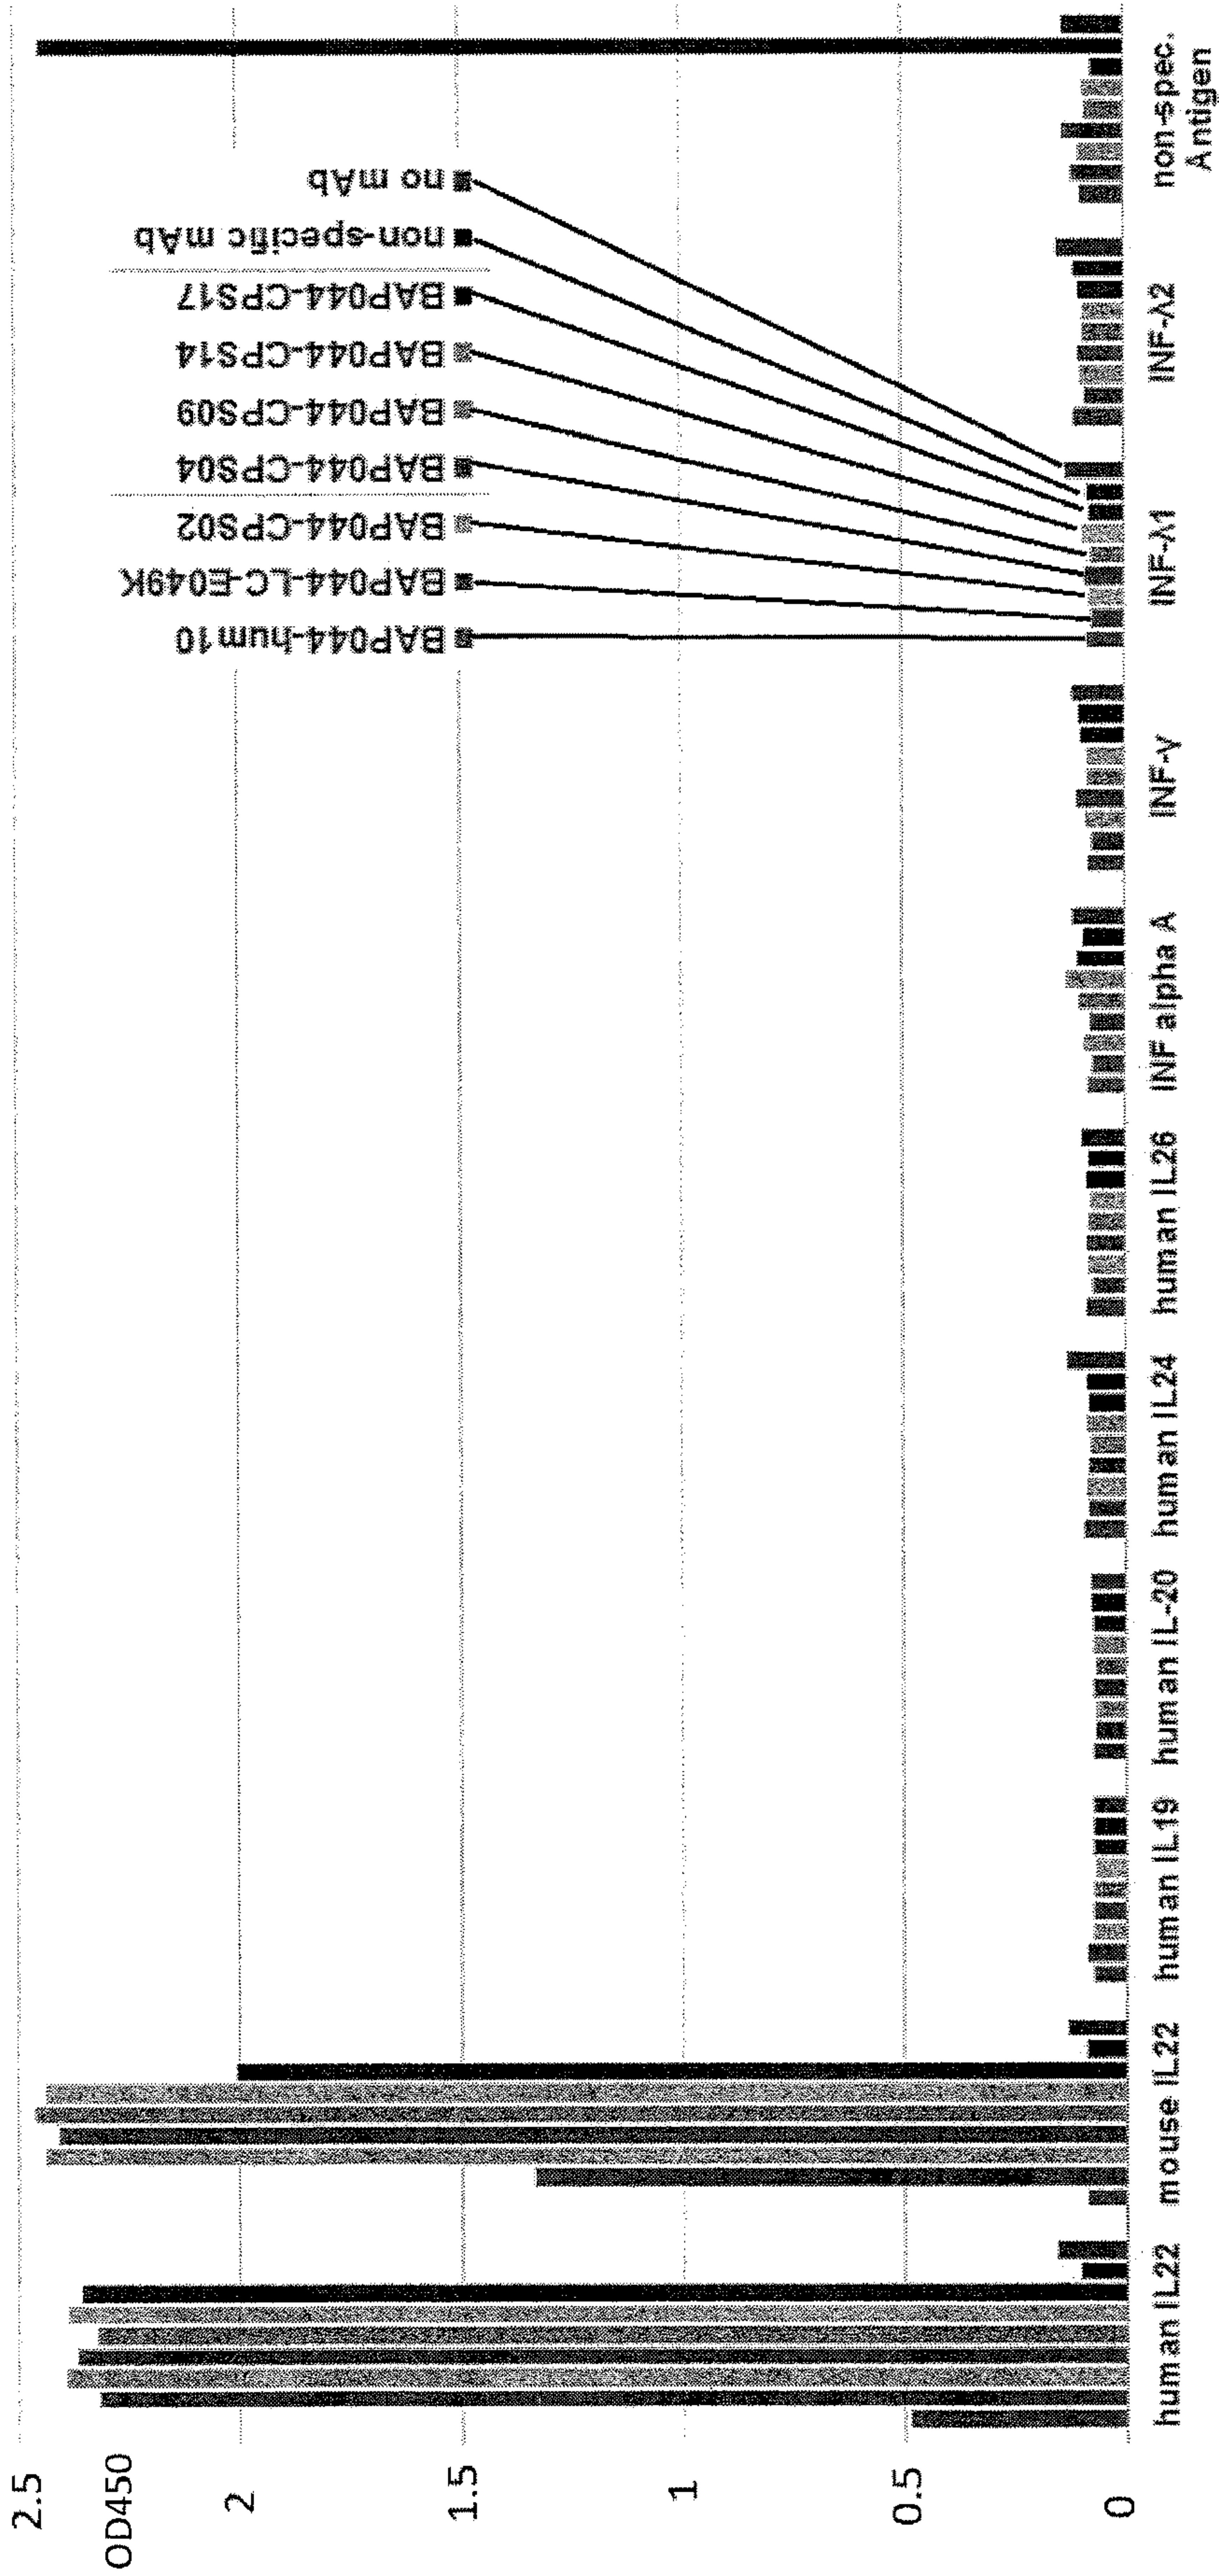 2.5
OD450
2
1.5
1
0.5
0
BAP044-hum10
BAP044-LC-E049K
BAP044-CPS02
BAP044-CPS04
BAP044-CPS09
BAP044-CPS14
BAP044-CPS17
non-specific mAb
no mAb
human IL22
mouse IL22
human IL19
human IL-20
human IL24
human IL26
INF alpha A
INF-γ
INF-λ1
INF-λ2
non-spec.
Antigen